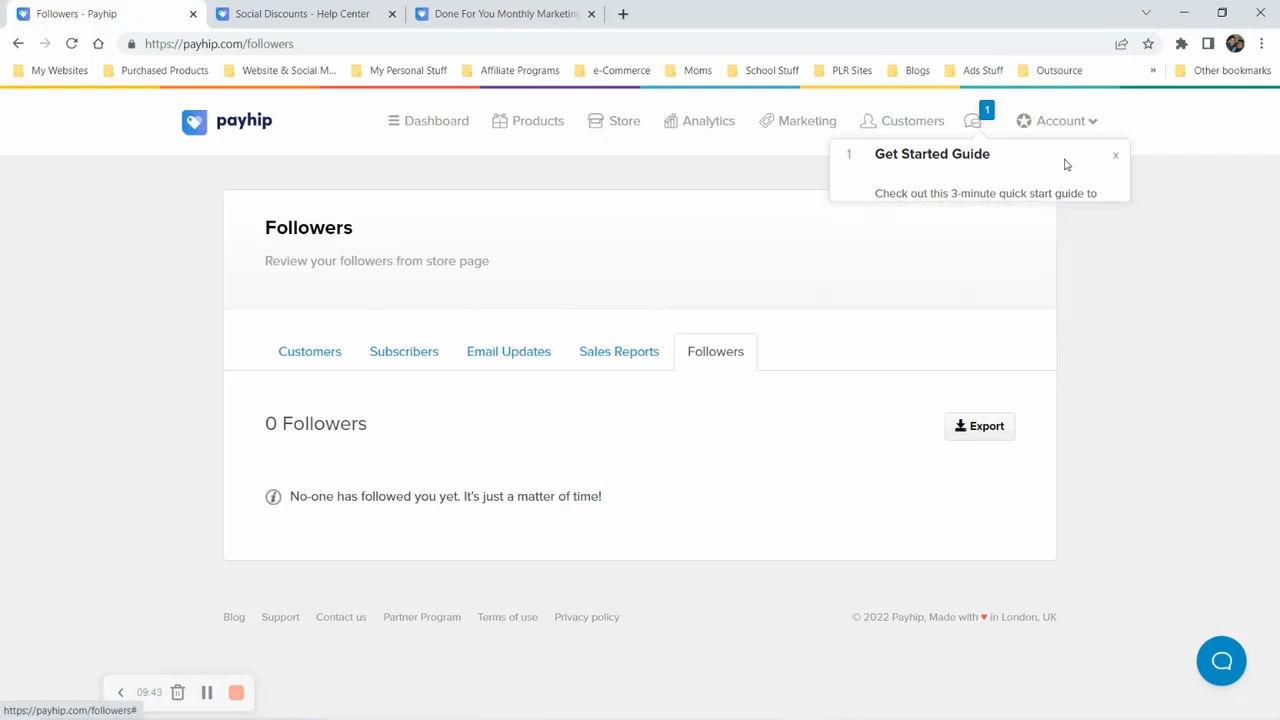 Followers - Payhip
Social Discounts - Help Center
Done For You Monthly Marketing
https://payhip.com/followers
My Websites
Purchased Products
Website & Social M...
My Personal Stuff
Affiliate Programs
e-Commerce
Moms
School Stuff
PLR Sites
Blogs
Ads Stuff
Outsource
»
Other bookmarks
payhip
Dashboard
Products
Store
Analytics
Marketing
Customers
1
Account
1 Get Started Guide x
Check out this 3-minute quick start guide to
Followers
Review your followers from store page
Customers
Subscribers
Email Updates
Sales Reports
Followers
0 Followers
Export
No-one has followed you yet. It's just a matter of time!
Blog
Support
Contact us
Partner Program
Terms of use
Privacy policy
© 2022 Payhip, Made with ♥ in London, UK
09:43
https://payhip.com/followers#